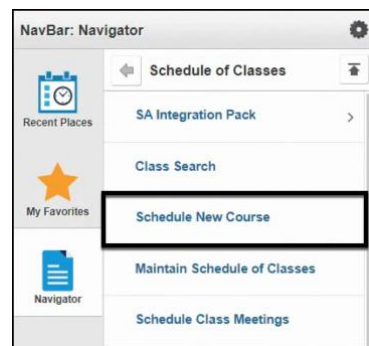 NavBar: Navigator
Schedule of Classes
Recent Places
SA Integration Pack
Class Search
My Favorites
Schedule New Course
Navigator
Maintain Schedule of Classes
Schedule Class Meetings